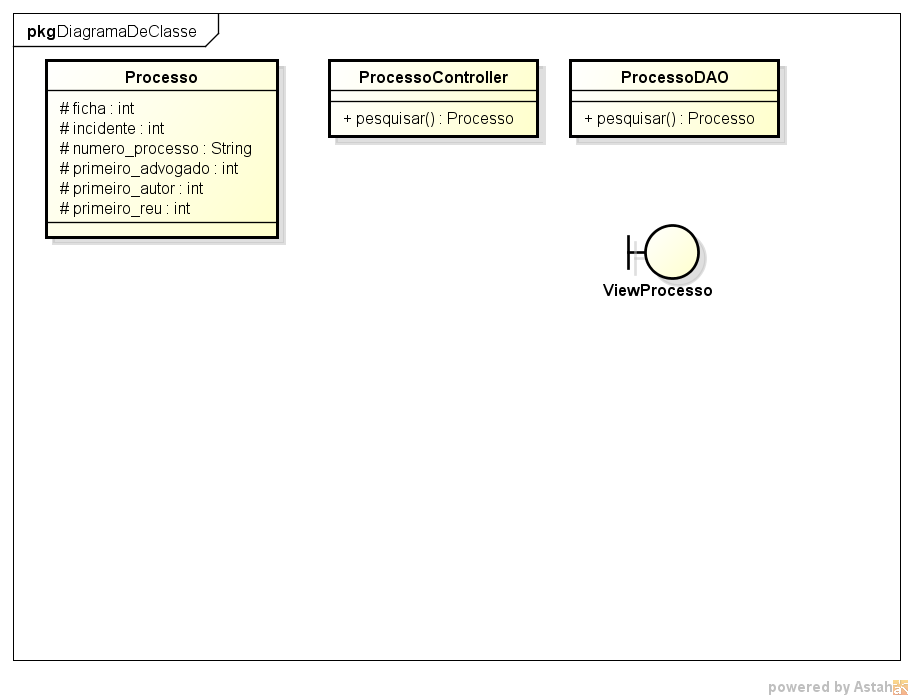 pkgDiagramaDeClasse
Processo
# ficha : int
# incidente : int
# numero_processo : String
# primeiro_advogado : int
# primeiro_autor : int
# primeiro_reu : int
ProcessoController
+ pesquisar() : Processo
ProcessoDAO
+ pesquisar() : Processo
ViewProcesso
powered by Astah